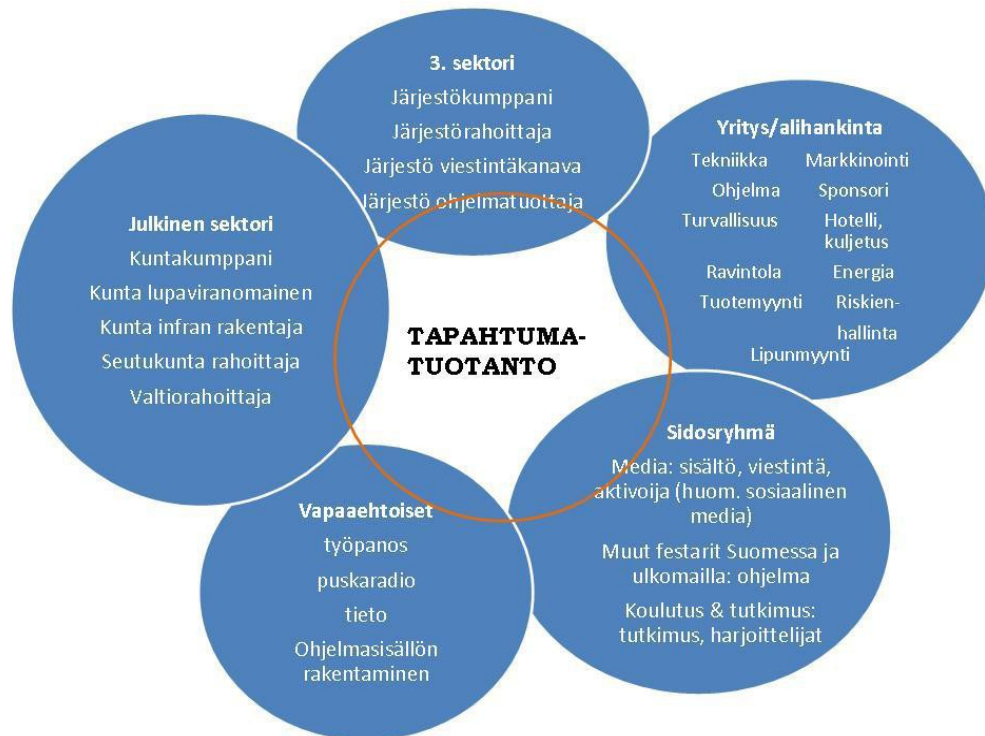 3. sektori
Järjestökumppani
Järjestörahoittaja
Järjestö viestintäkanava
Järjestö ohjelmatuottaja
Yritys/alihankinta
Tekniikka Markkinointi
Ohjelma Sponsori
Turvallisuus Hotelli,
kuljetus
Ravintola Energia
Tuotemyynti Riskien-
hallinta
Lipunmyynti
Julkinen sektori
Kuntakumppani
Kunta lupaviranomainen
Kunta infran rakentaja
Seutukunta rahoittaja
Valtiorahoittaja
TAPAHTUMA-
TUOTANTO
Sidosryhmä
Media: sisältö, viestintä,
aktivoija (huom. sosiaalinen
media)
Muut festarit Suomessa ja
ulkomailla: ohjelma
Koulutus & tutkimus:
tutkimus, harjoittelijat
Vapaaehtoiset
työpanos
puskaradio
tieto
Ohjelmasisällön
rakentaminen